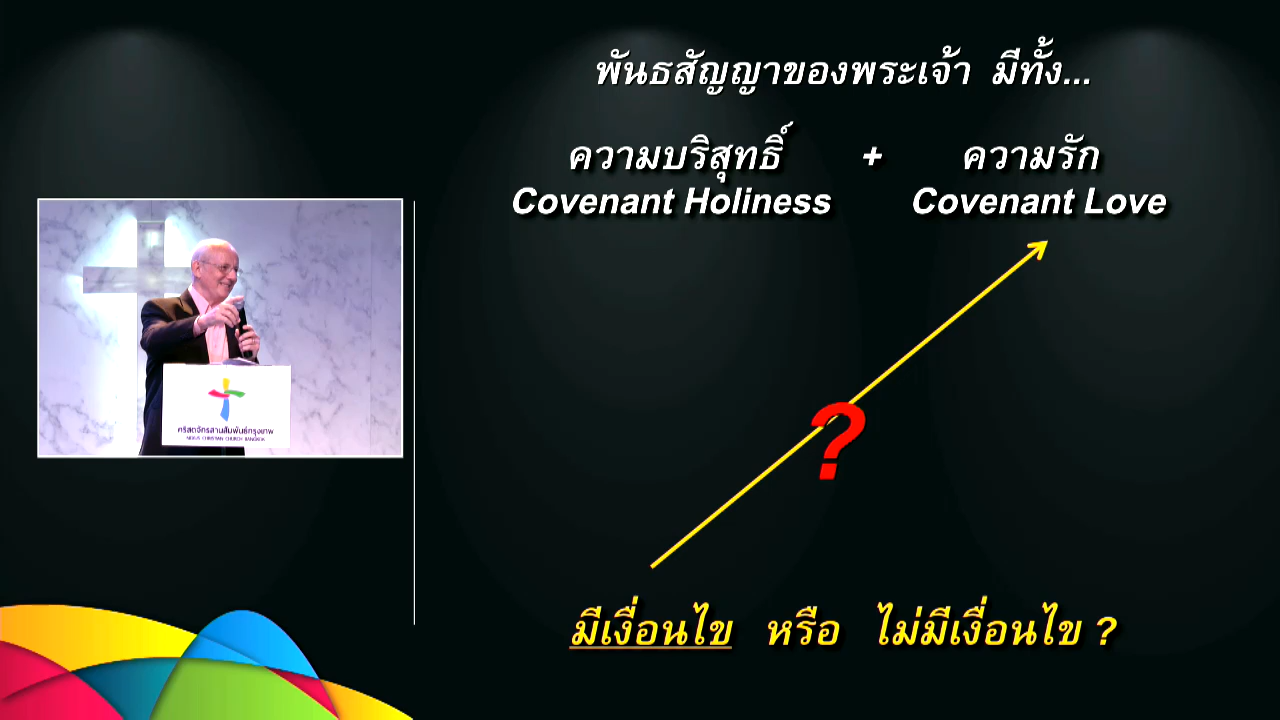 พันธสัญญาของพระเจ้า มีทั้ง...
ความบริสุทธิ์ + ความรัก
Covenant Holiness Covenant Love
?
มีเงื่อนไข หรือ ไม่มีเงื่อนไข ?
คริสตจักรสานสัมพันธ์กรุงเทพ
NEXUS CHRISTIAN CHURCH BANGKOK